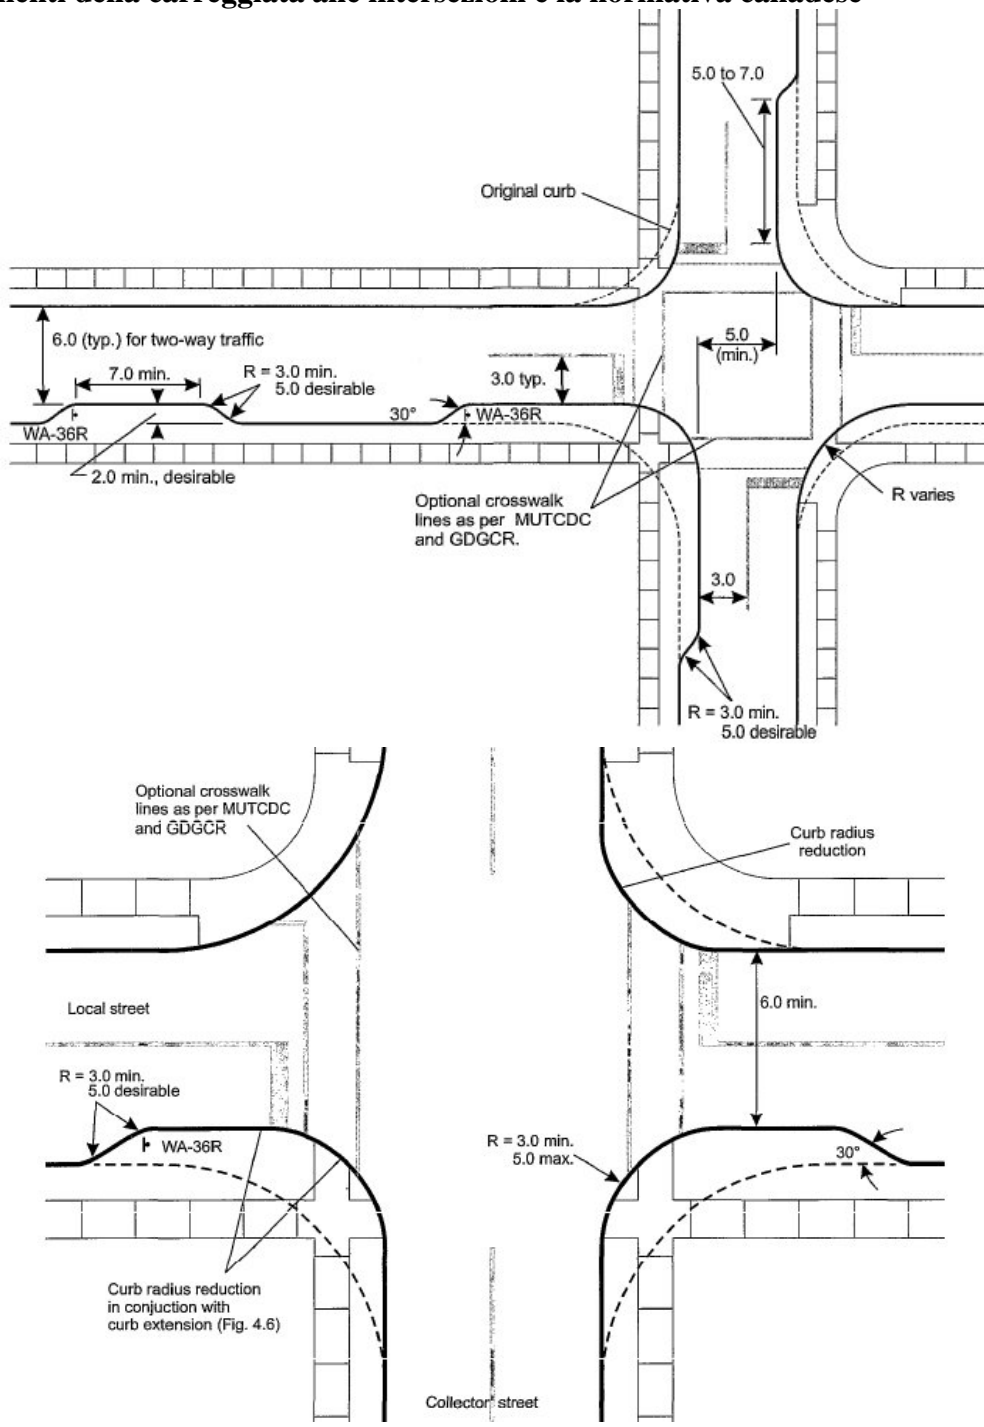 della carreggiata alle intersezioni e la normativa canadese
5.0 to 7.0
Original curb
6.0 (typ.) for two-way traffic
7.0 min.
R = 3.0 min.
5.0 desirable
3.0 typ.
5.0
(min.)
30°
WA-36R
WA-36R
2.0 min., desirable
Optional crosswalk
lines as per MUTCDC
and GDGCR.
R varies
3.0
R = 3.0 min.
5.0 desirable
Optional crosswalk
lines as per MUTCDC
and GDGCR
Curb radius
reduction
6.0 min.
Local street
R = 3.0 min.
5.0 desirable
WA-36R
R = 3.0 min.
5.0 max.
30°
Curb radius reduction
in conjuction with
curb extension (Fig. 4.6)
Collector street